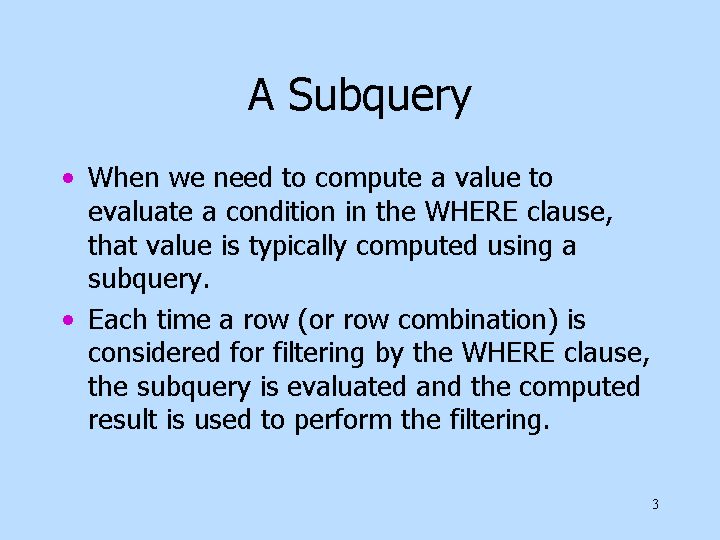 A Subquery
• When we need to compute a value to
evaluate a condition in the WHERE clause,
that value is typically computed using a
subquery.
• Each time a row (or row combination) is
considered for filtering by the WHERE clause,
the subquery is evaluated and the computed
result is used to perform the filtering.
3